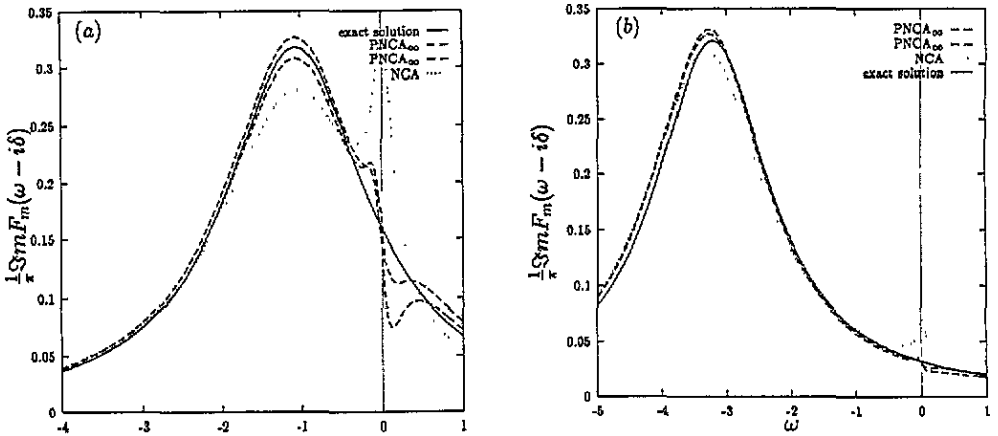 (a)
exact solution
PNCA∞
PNCA∞
NCA
0.35
0.3
0.25
0.2
0.15
0.1
0.05
0
-4
-3
-2
-1
0
1
1/π ℑmF_m(ω − iδ)
(b)
PNCA∞
PNCA∞
NCA
exact solution
0.35
0.3
0.25
0.2
0.15
0.1
0.05
0
-5
-4
-3
-2
-1
0
1
1/π ℑmF_m(ω − iδ)
ω